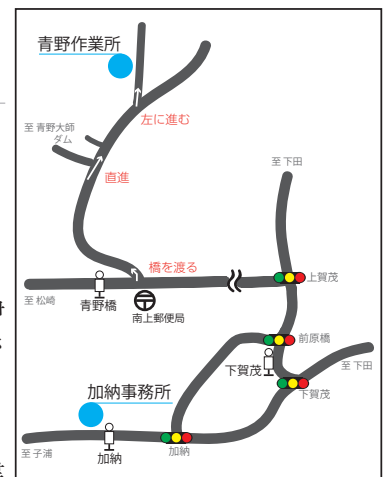 青野作業所
左に進む
至 青野大師
ダム
直進
至 下田
橋を渡る
上賀茂
至 松崎
青野橋
南上郵便局
前原橋
下賀茂
至 下田
下賀茂
加納事務所
至 子浦
加納
加納